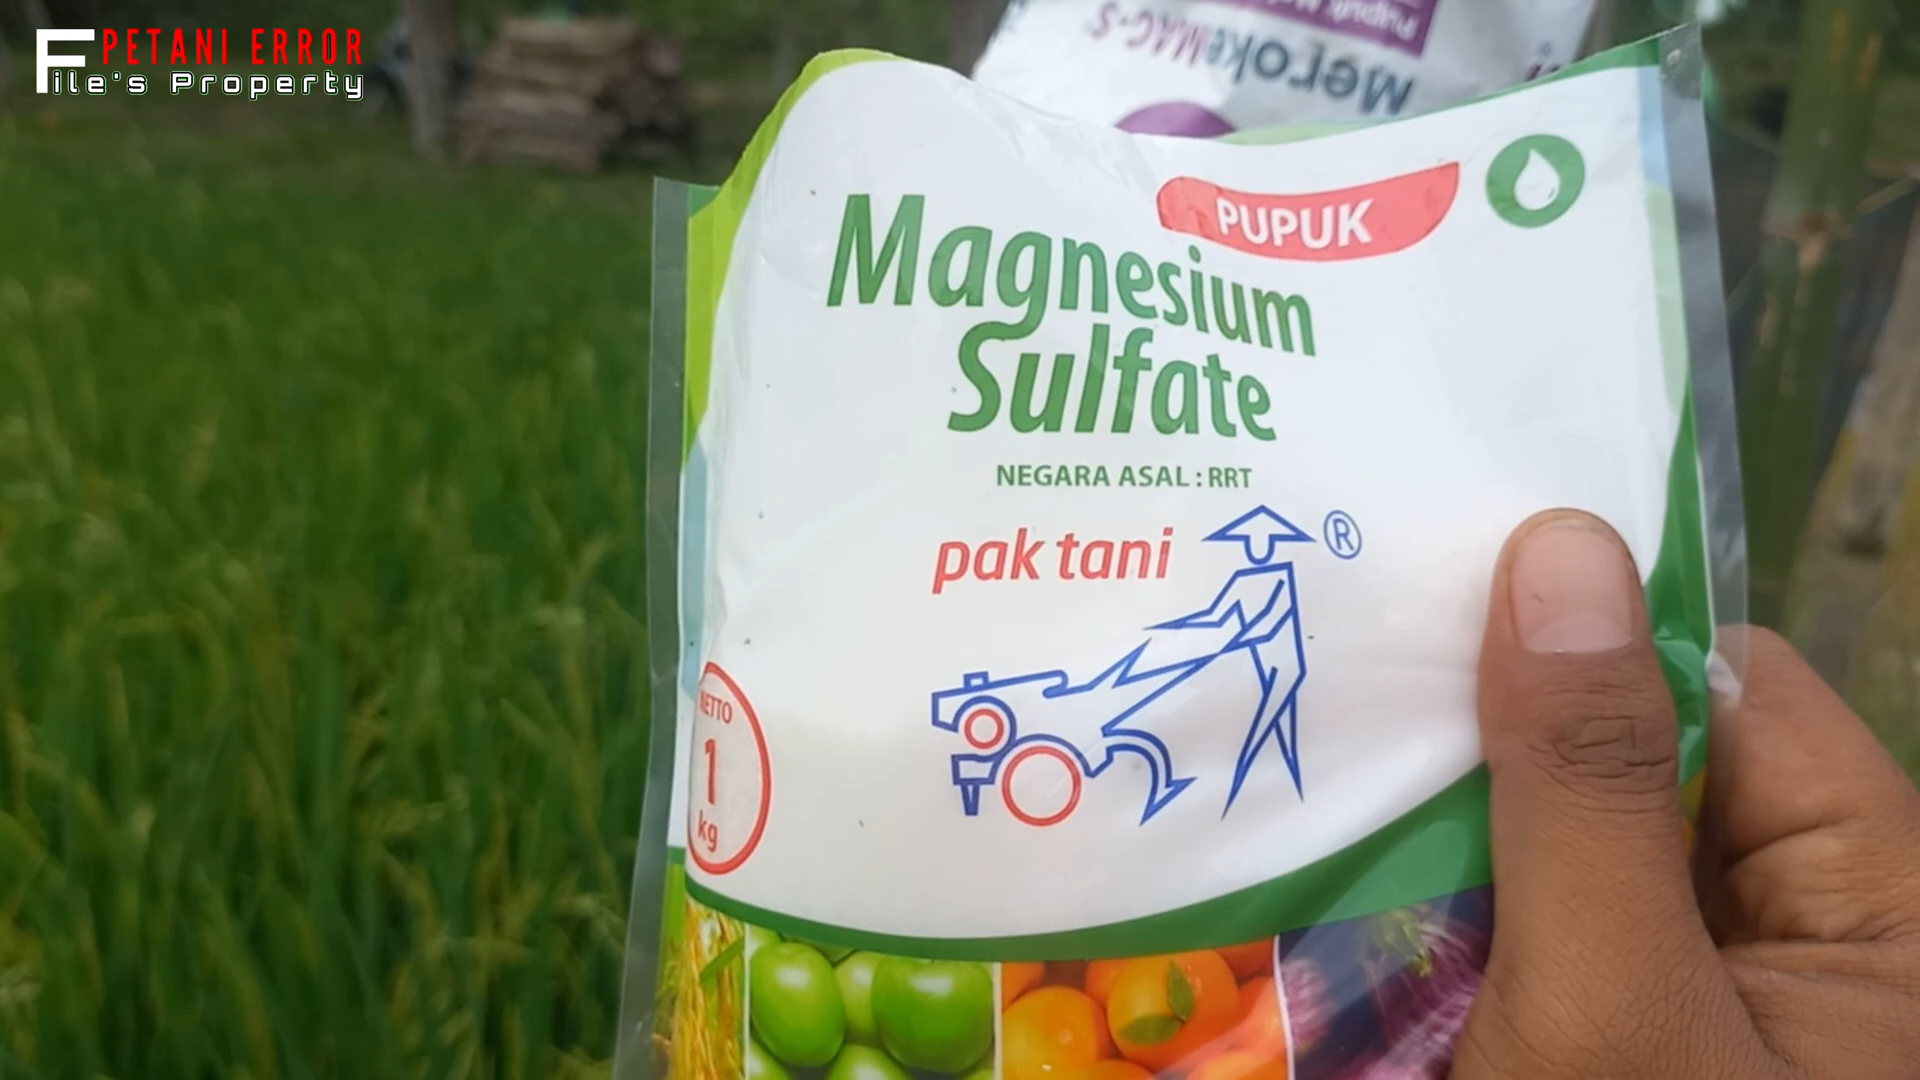 PETANI ERROR
File's Property
MerokeMAG-S
PUPUK
Magnesium
Sulfate
NEGARA ASAL : RRT
pak tani
®
NETTO
1
kg